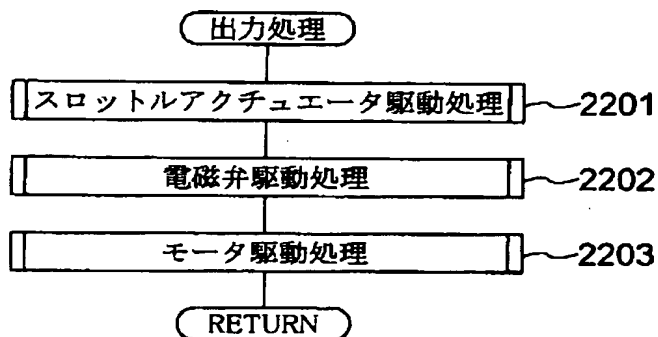 出力処理
スロットルアクチュエータ駆動処理 2201
電磁弁駆動処理 2202
モータ駆動処理 2203
RETURN